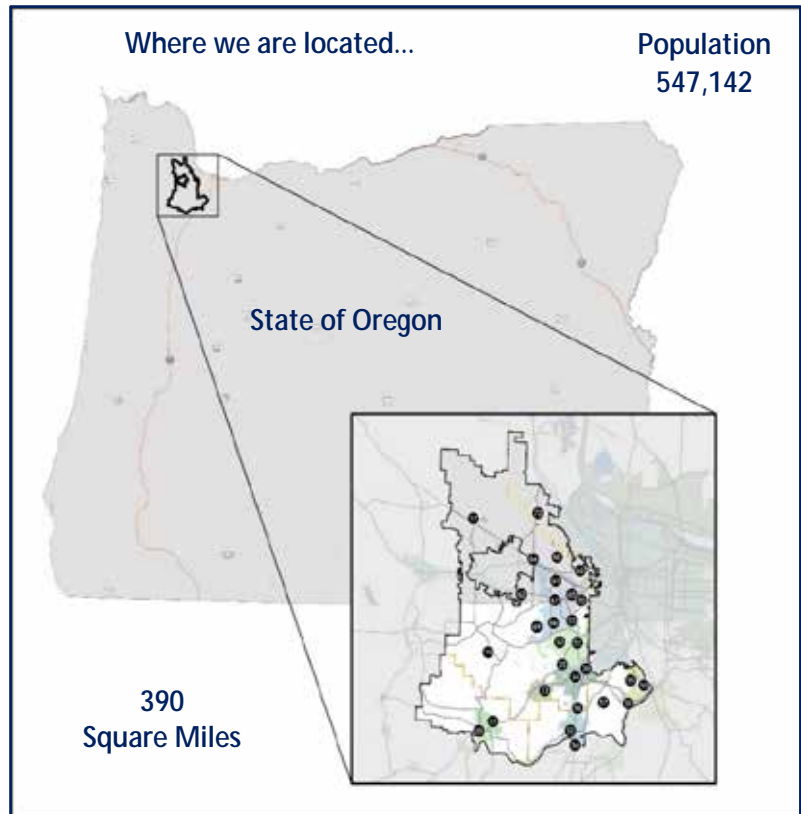 Where we are located...
Population
547,142
State of Oregon
390
Square Miles